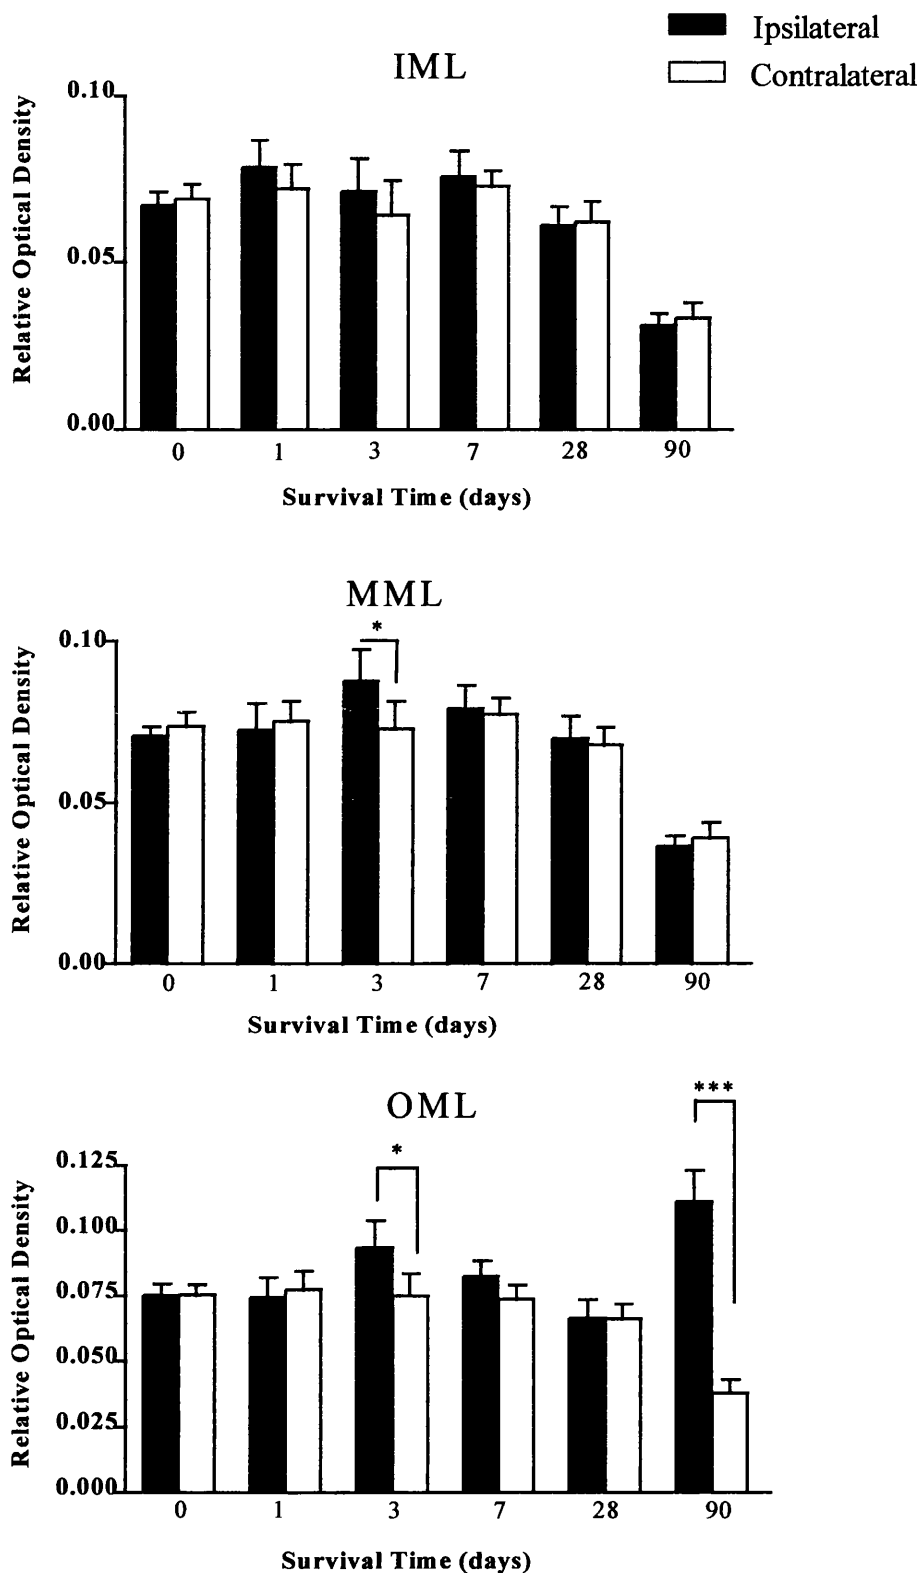 Ipsilateral
Contralateral
IML
Relative Optical Density
0.10
0.05
0.00
0 1 3 7 28 90
Survival Time (days)
MML
*
Relative Optical Density
0.10
0.05
0.00
0 1 3 7 28 90
Survival Time (days)
OML
* ***
Relative Optical Density
0.125
0.100
0.075
0.050
0.025
0.000
0 1 3 7 28 90
Survival Time (days)